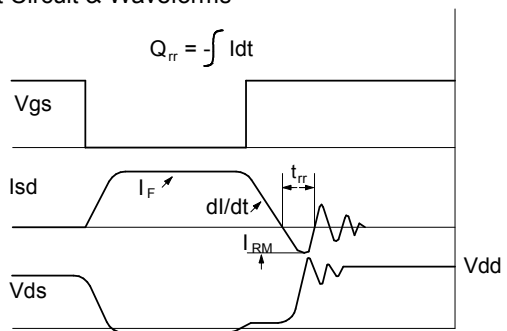 t Circuit & Waveforms
Qrr = -∫ Idt
Vgs
Isd
IF
dI/dt
trr
IRM
Vds
Vdd